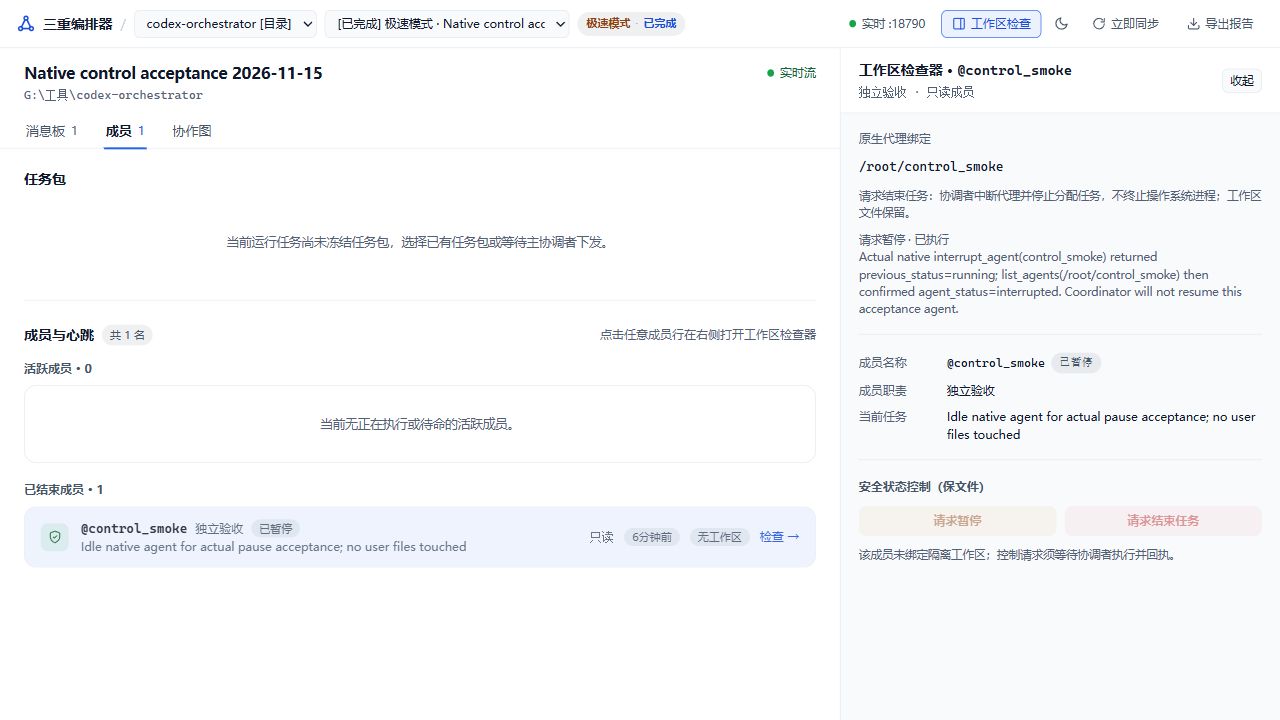 三重编排器 / codex-orchestrator [目录] [已完成] 极速模式 · Native control acc 极速模式 · 已完成 实时 :18790 工作区检查 立即同步 导出报告
Native control acceptance 2026-11-15 实时流
G:\工具\codex-orchestrator
消息板 1 成员 1 协作图
任务包
当前运行任务尚未冻结任务包，选择已有任务包或等待主协调者下发。
成员与心跳 共 1 名 点击任意成员行在右侧打开工作区检查器
活跃成员 • 0
当前无正在执行或待命的活跃成员。
已结束成员 • 1
@control_smoke 独立验收 已暂停
Idle native agent for actual pause acceptance; no user files touched
只读 6分钟前 无工作区 检查 →
工作区检查器 • @control_smoke
独立验收 · 只读成员
收起
原生代理绑定
/root/control_smoke
请求结束任务：协调者中断代理并停止分配任务，不终止操作系统进程；工作区
文件保留。
请求暂停 · 已执行
Actual native interrupt_agent(control_smoke) returned
previous_status=running; list_agents(/root/control_smoke) then
confirmed agent_status=interrupted. Coordinator will not resume this
acceptance agent.
成员名称 @control_smoke 已暂停
成员职责 独立验收
当前任务 Idle native agent for actual pause acceptance; no user
files touched
安全状态控制（保文件）
请求暂停 请求结束任务
该成员未绑定隔离工作区；控制请求须等待协调者执行并回执。